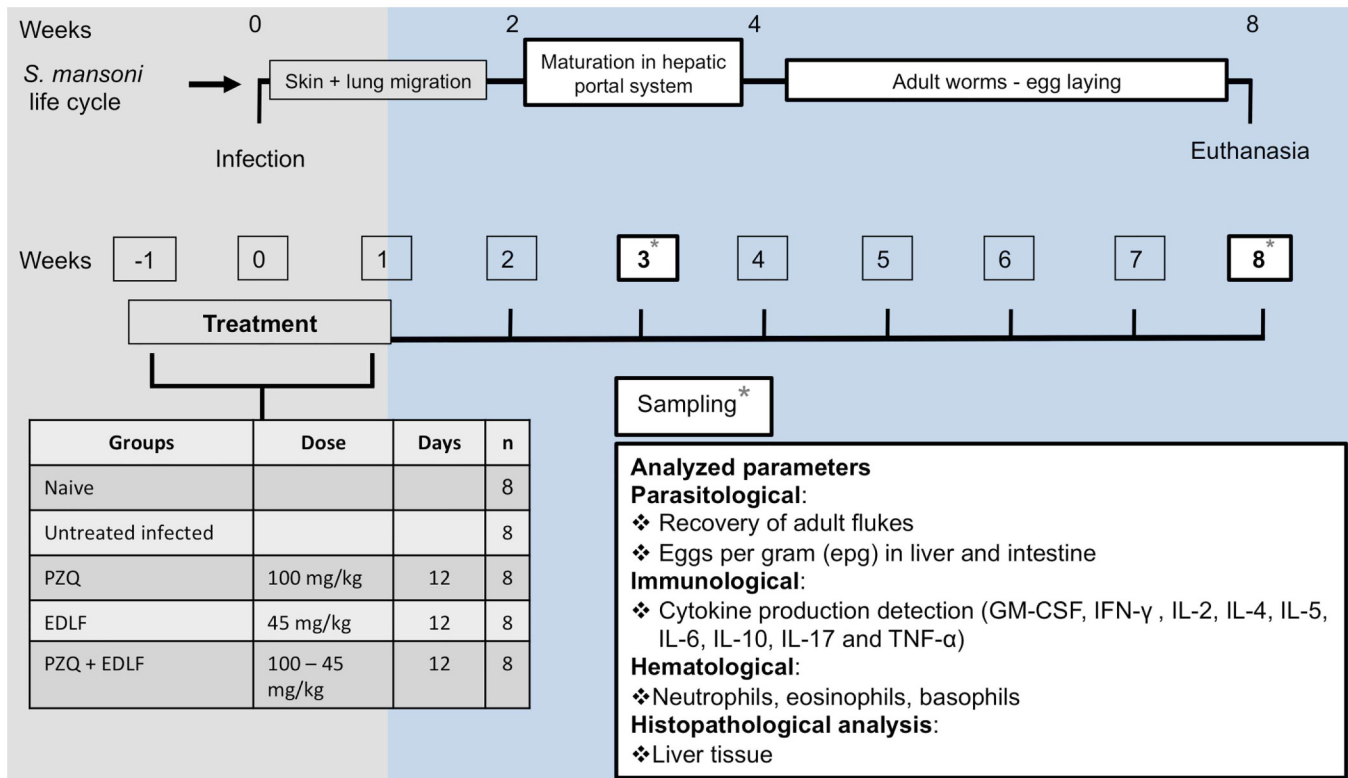 Weeks 0 2 4 8
S. mansoni
life cycle
Skin + lung migration
Maturation in hepatic
portal system
Adult worms - egg laying
Infection
Euthanasia
Weeks -1 0 1 2 3* 4 5 6 7 8*
Treatment
Groups Dose Days n
Naive 8
Untreated infected 8
PZQ 100 mg/kg 12 8
EDLF 45 mg/kg 12 8
PZQ + EDLF 100 – 45 12 8
mg/kg
Sampling*
Analyzed parameters
Parasitological:
❖ Recovery of adult flukes
❖ Eggs per gram (epg) in liver and intestine
Immunological:
❖ Cytokine production detection (GM-CSF, IFN-γ , IL-2, IL-4, IL-5,
IL-6, IL-10, IL-17 and TNF-α)
Hematological:
❖Neutrophils, eosinophils, basophils
Histopathological analysis:
❖Liver tissue